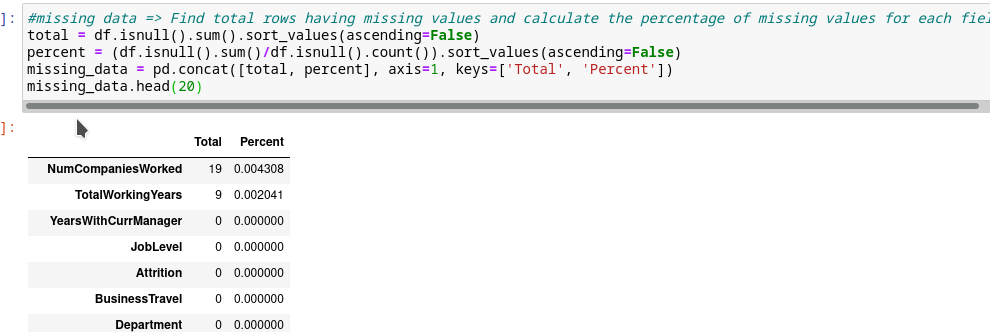 ]: #missing data => Find total rows having missing values and calculate the percentage of missing values for each fiel
total = df.isnull().sum().sort_values(ascending=False)
percent = (df.isnull().sum()/df.isnull().count()).sort_values(ascending=False)
missing_data = pd.concat([total, percent], axis=1, keys=['Total', 'Percent'])
missing_data.head(20)
]:
Total Percent
NumCompaniesWorked 19 0.004308
TotalWorkingYears 9 0.002041
YearsWithCurrManager 0 0.000000
JobLevel 0 0.000000
Attrition 0 0.000000
BusinessTravel 0 0.000000
Department 0 0.000000